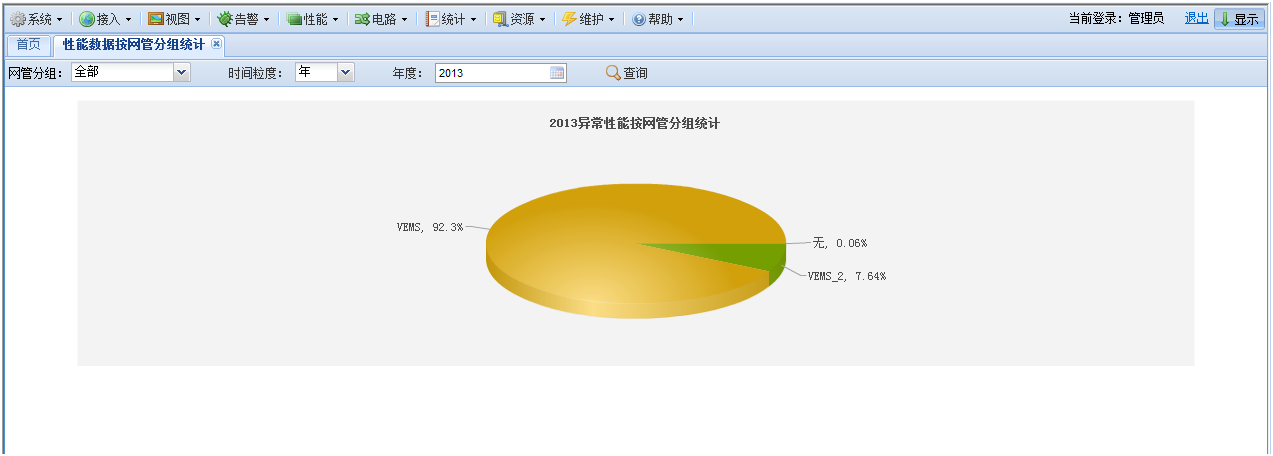 系统 接入 视图 告警 性能 电路 统计 资源 维护 帮助 当前登录：管理员 退出 显示
首页 性能数据按网管分组统计
网管分组： 全部 时间粒度： 年 年度： 2013 查询
2013异常性能按网管分组统计
VEMS, 92.3%
无, 0.06%
VEMS_2, 7.64%